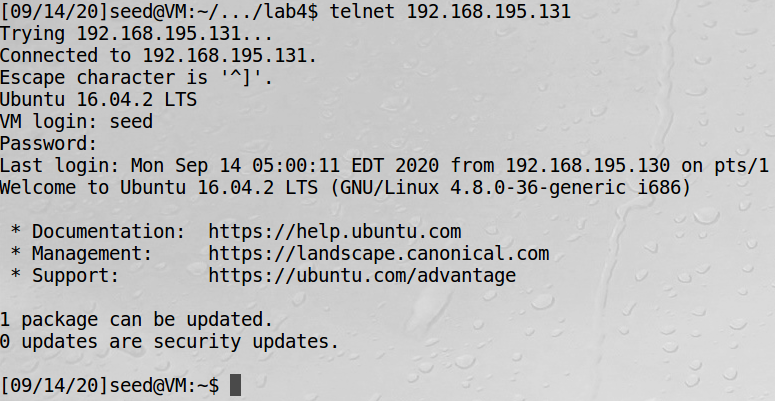 [09/14/20]seed@VM:~/.../lab4$ telnet 192.168.195.131
Trying 192.168.195.131...
Connected to 192.168.195.131.
Escape character is '^]'.
Ubuntu 16.04.2 LTS
VM login: seed
Password:
Last login: Mon Sep 14 05:00:11 EDT 2020 from 192.168.195.130 on pts/1
Welcome to Ubuntu 16.04.2 LTS (GNU/Linux 4.8.0-36-generic i686)
* Documentation:  https://help.ubuntu.com
* Management:     https://landscape.canonical.com
* Support:        https://ubuntu.com/advantage
1 package can be updated.
0 updates are security updates.
[09/14/20]seed@VM:~$